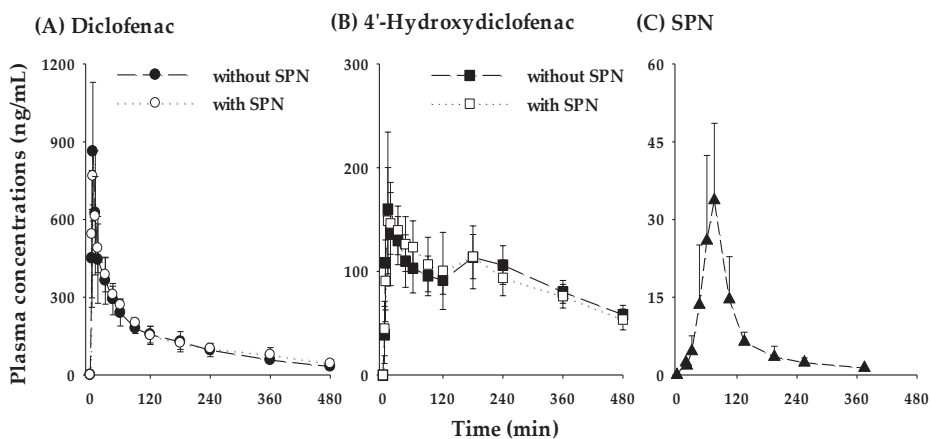 (A) Diclofenac
(B) 4'-Hydroxydiclofenac
(C) SPN
Plasma concentrations (ng/mL)
1200
900
600
300
0
without SPN
with SPN
0 120 240 360 480
300
200
100
0
without SPN
with SPN
0 120 240 360 480
60
45
30
15
0
0 120 240 360 480
Time (min)